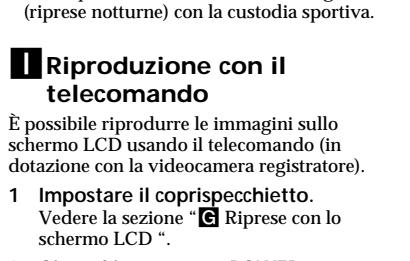 (riprese notturne) con la custodia sportiva.
I Riproduzione con il
telecomando
È possibile riprodurre le immagini sullo
schermo LCD usando il telecomando (in
dotazione con la videocamera registratore).
1 Impostare il coprispecchietto.
Vedere la sezione “G Riprese con lo
schermo LCD “.